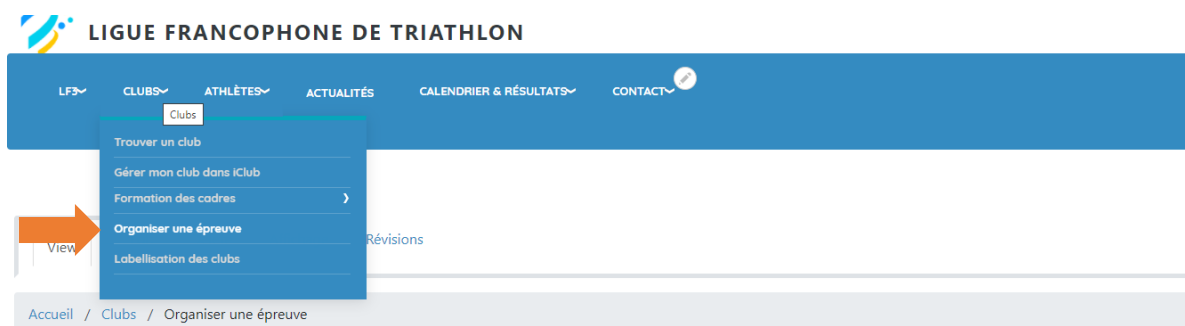 LIGUE FRANCOPHONE DE TRIATHLON
LF3 CLUBS ATHLÈTES ACTUALITÉS CALENDRIER & RÉSULTATS CONTACT
Clubs
Trouver un club
Gérer mon club dans iClub
Formation des cadres
Organiser une épreuve
View Révisions
Labellisation des clubs
Accueil / Clubs / Organiser une épreuve